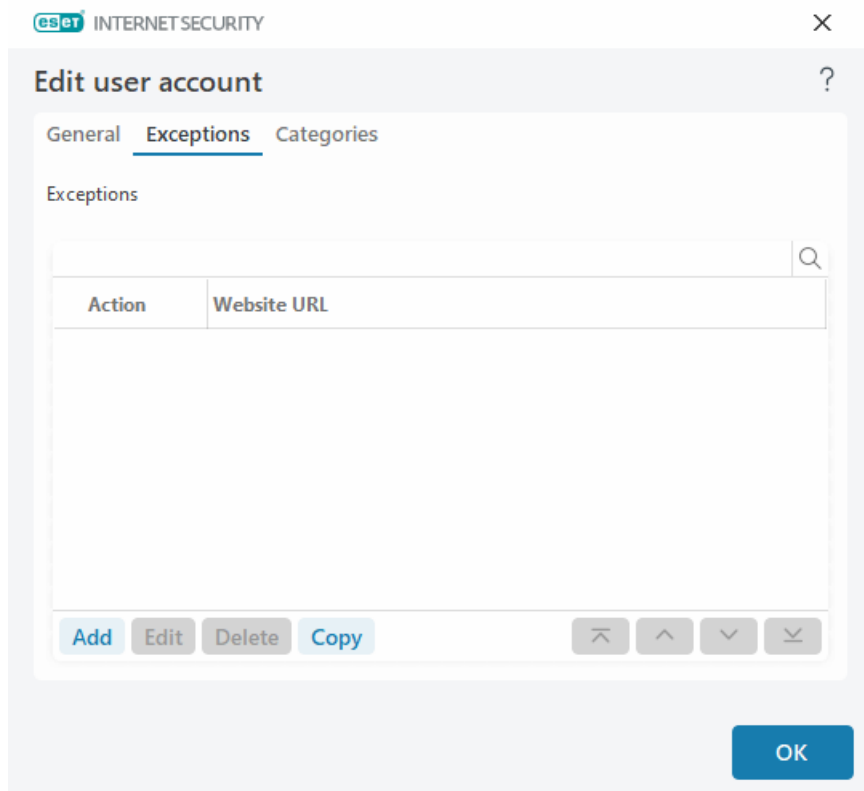 eset INTERNET SECURITY
Edit user account
?
General Exceptions Categories
Exceptions
Action Website URL
Add Edit Delete Copy
OK